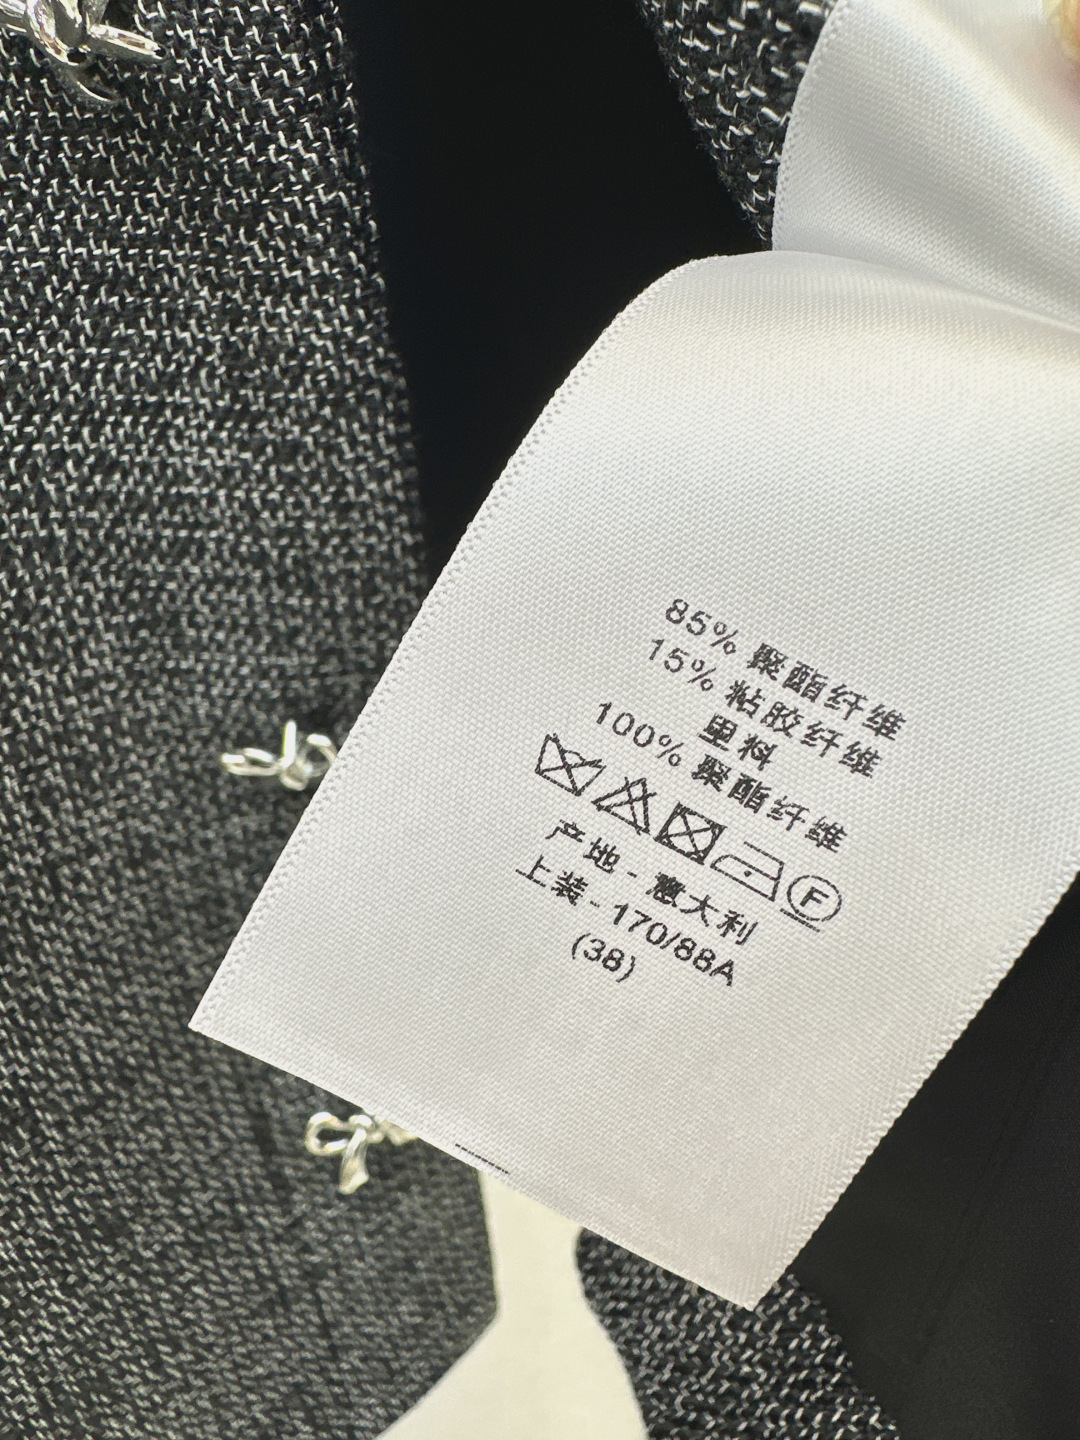 85% 聚酯纤维
15% 粘胶纤维
里料
100% 聚酯纤维
F
产地 - 意大利
上装 - 170/88A
(38)